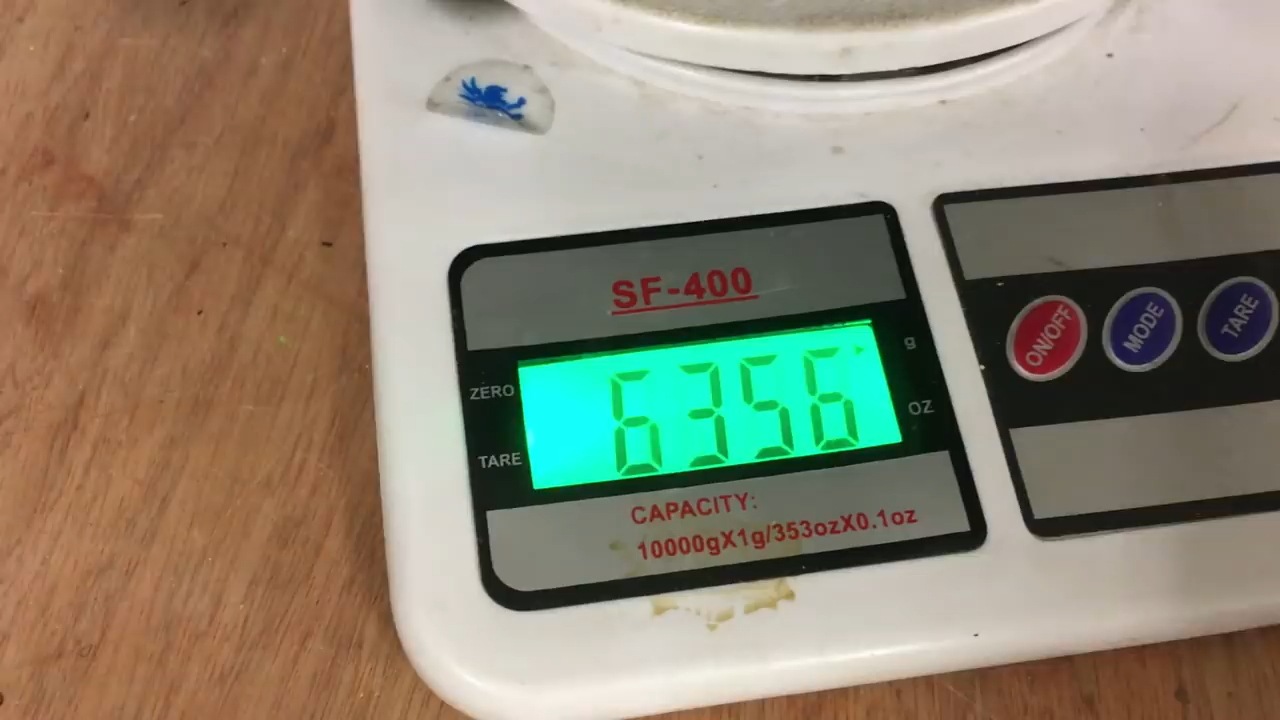 SF-400
ZERO
TARE
6356
g
OZ
CAPACITY:
10000gX1g/353ozX0.1oz
ON/OFF
MODE
TARE